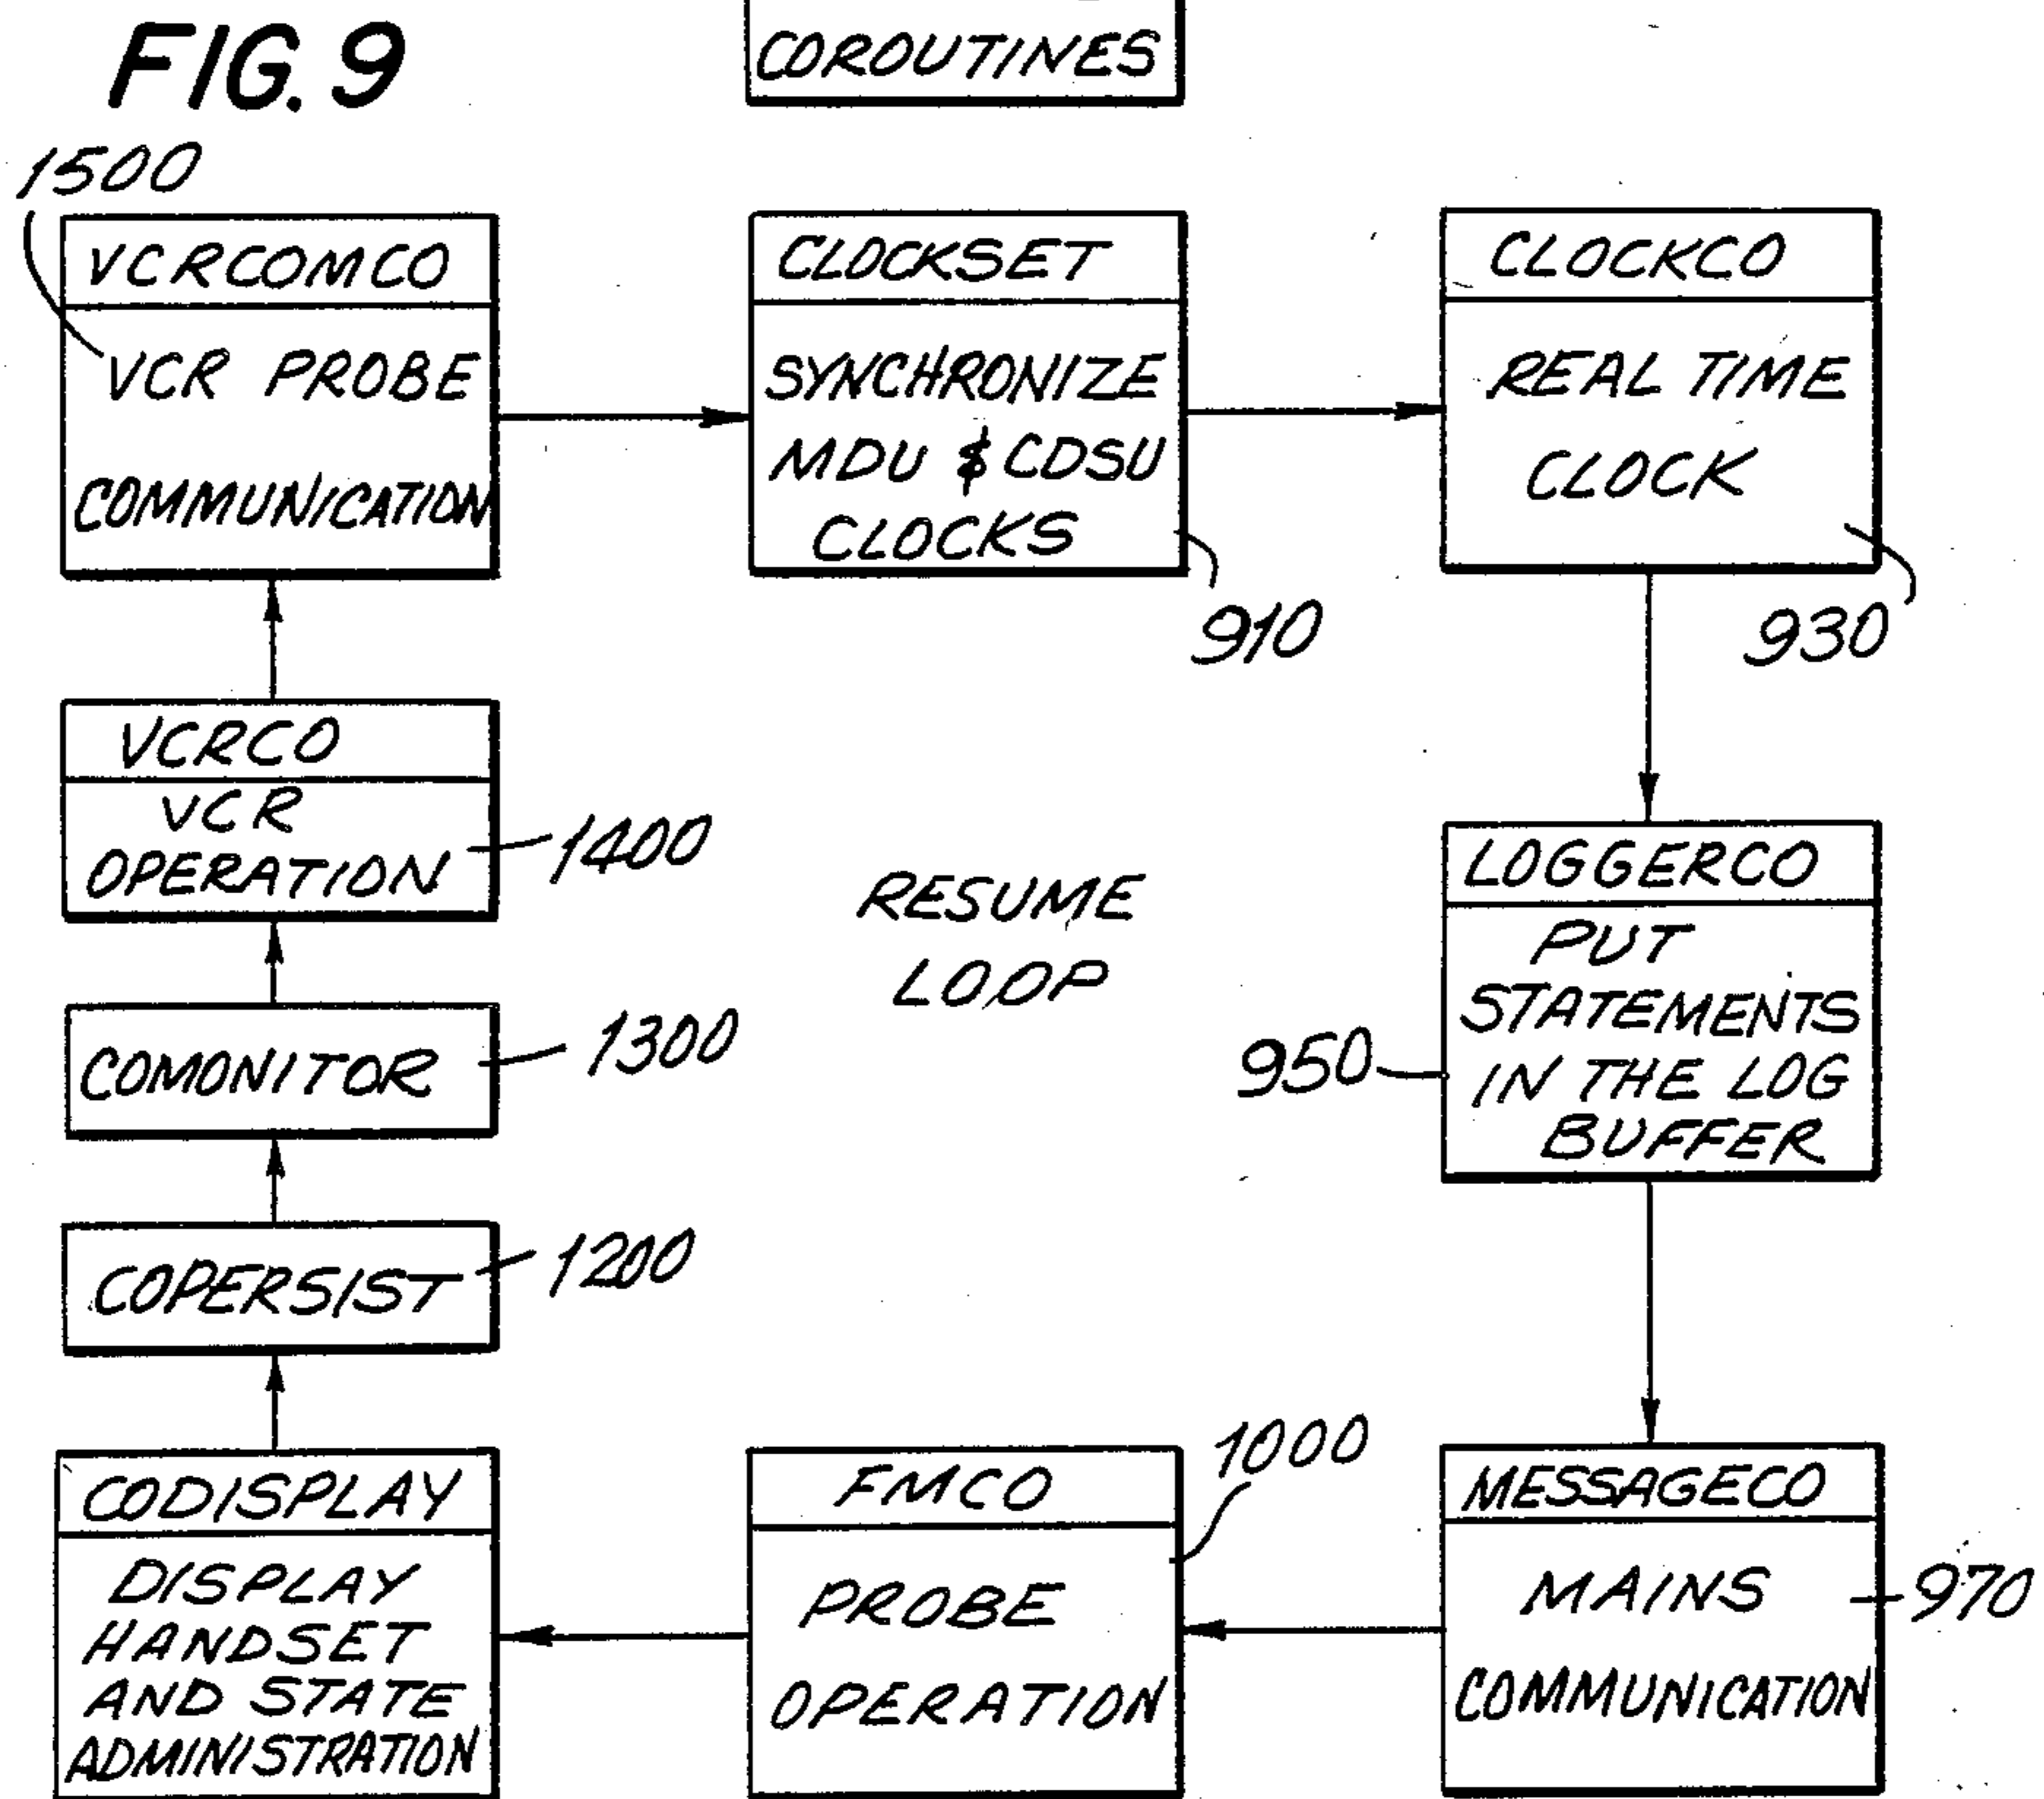 FIG. 9
COROUTINES
1500
VCRCOMCO
VCR PROBE
COMMUNICATION
CLOCKSET
SYNCHRONIZE
MDU & CDSU
CLOCKS
910
CLOCKCO
REAL TIME
CLOCK
930
VCRCO
VCR
OPERATION
1400
RESUME
LOOP
LOGGERCO
PUT
STATEMENTS
IN THE LOG
BUFFER
950
COMONITOR
1300
COPERSIST
1200
CODISPLAY
DISPLAY
HANDSET
AND STATE
ADMINISTRATION
FMCO
PROBE
OPERATION
1000
MESSAGECO
MAINS
COMMUNICATION
970